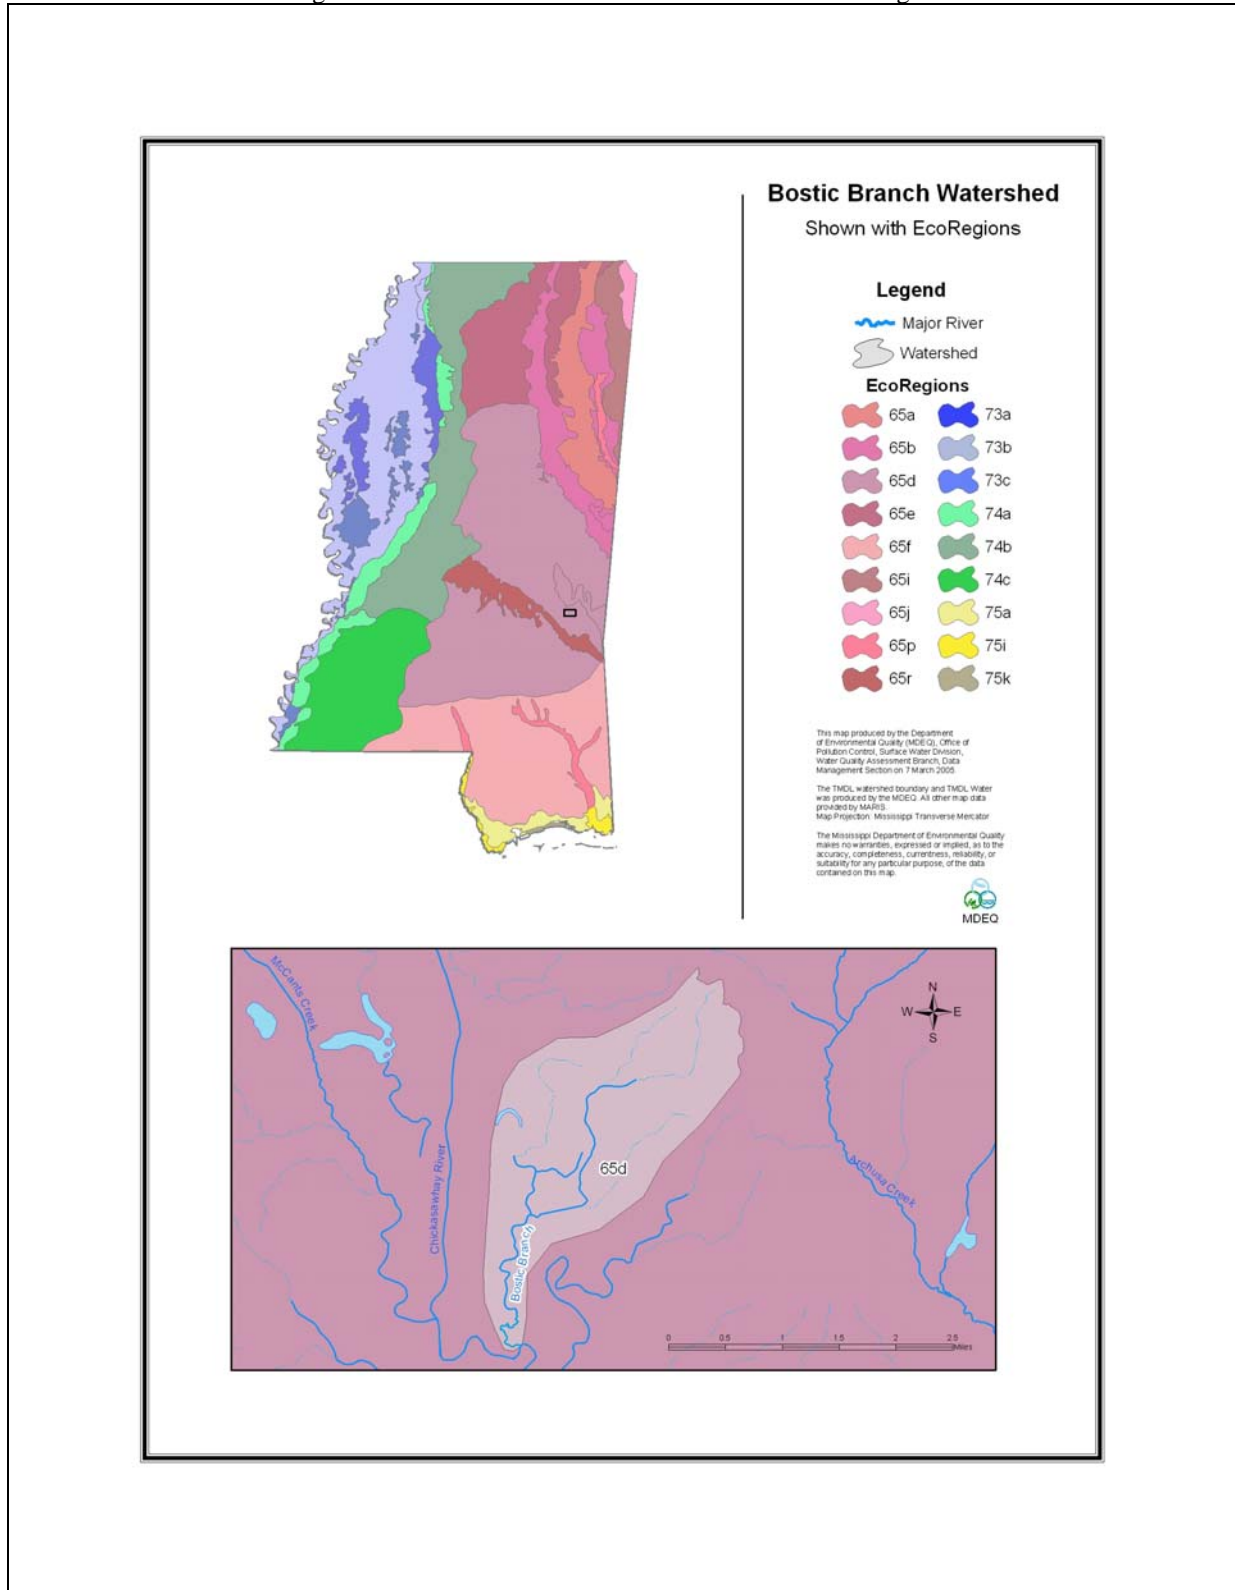 Bostic Branch Watershed
Shown with EcoRegions
Legend
Major River
Watershed
EcoRegions
65a 73a
65b 73b
65d 73c
65e 74a
65f 74b
65i 74c
65j 75a
65p 75i
65r 75k
This map produced by the Department
of Environmental Quality (MDEQ), Office of
Pollution Control, Surface Water Division,
Water Quality Assessment Branch, Data
Management Section on 7 March 2005.
The TMDL watershed boundary and TMDL Water
was produced by the MDEQ. All other map data
provided by MARIS.
Map Projection: Mississippi Transverse Mercator
The Mississippi Department of Environmental Quality
makes no warranties, expressed or implied, as to the
accuracy, completeness, currentness, reliability, or
suitability for any particular purpose, of the data
contained on this map.
MDEQ
McCants Creek
Chickasawhay River
Bostic Branch
65d
Archusa Creek
N
W E
S
0 0.5 1 1.5 2 2.5
Miles